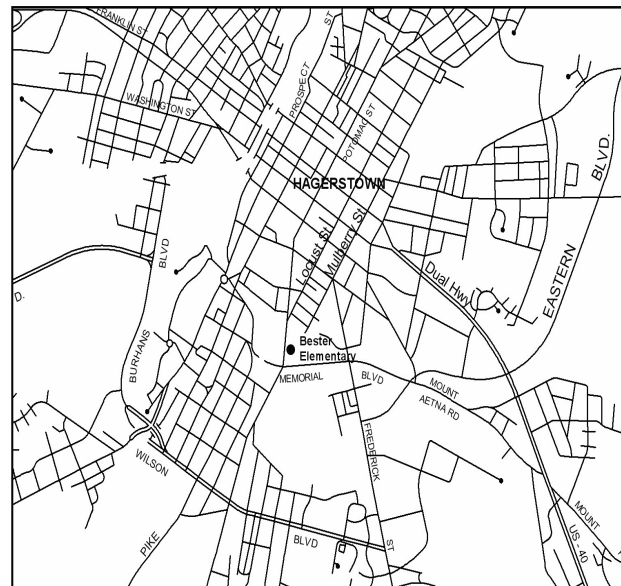 FRANKLIN ST
ST
PROSPECT
WASHINGTON ST
POTOMAC ST
BLVD.
HAGERSTOWN
Locust St
Mulberry St
BLVD
Dual Hwy
EASTERN
D.
BURHANS
Bester
Elementary
MEMORIAL
BLVD
MOUNT
AETNA RD
FREDERICK
WILSON
MOUNT
BLVD
ST
US - 40
PIKE